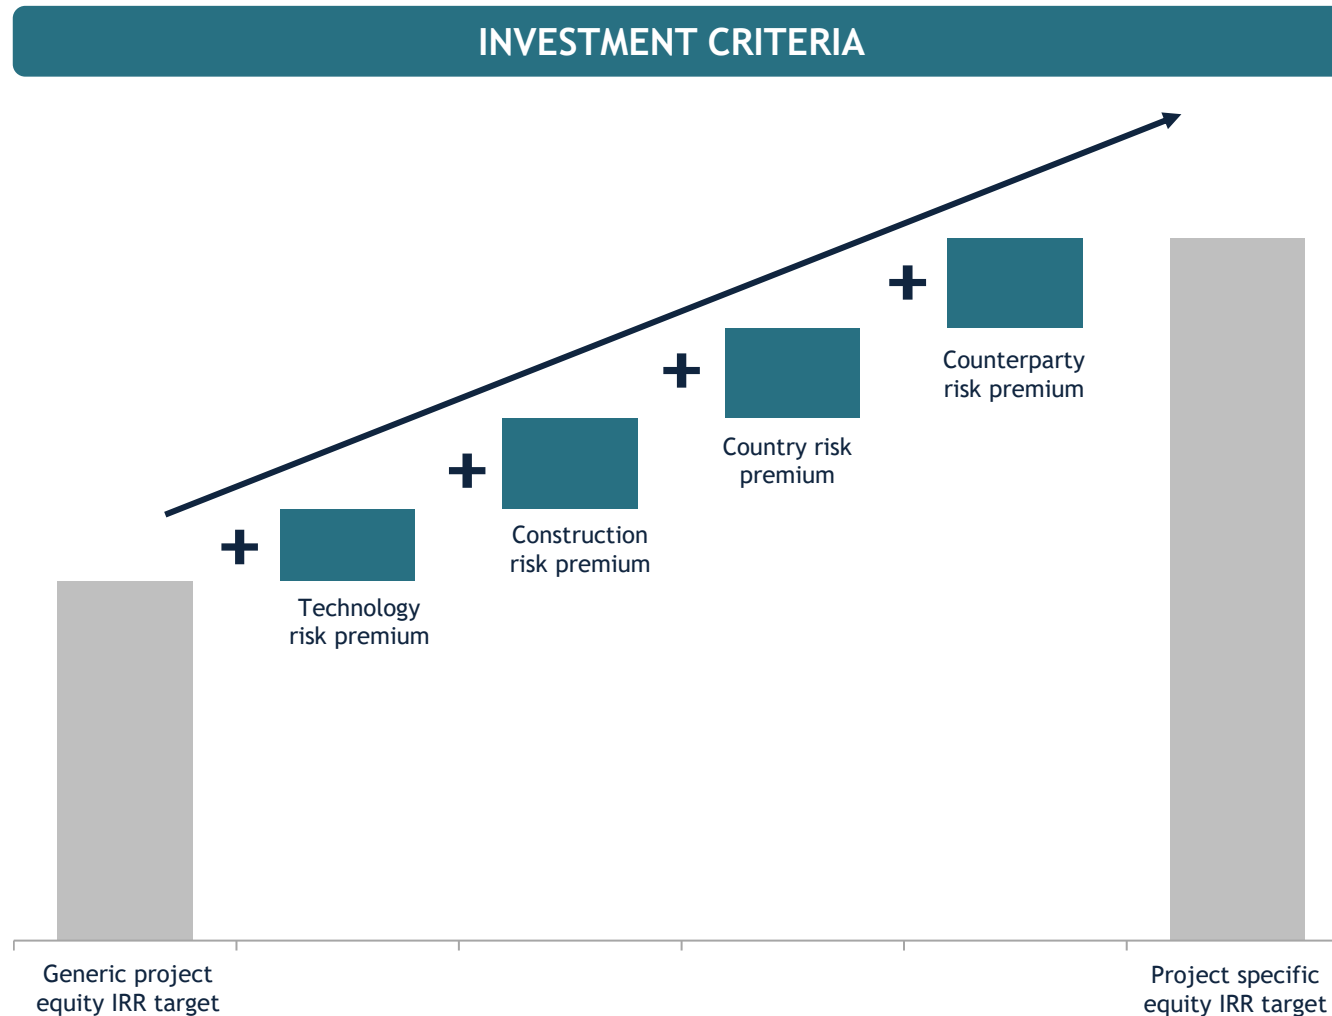 INVESTMENT CRITERIA
+
Counterparty
risk premium
+
Country risk
premium
+
Construction
risk premium
+
Technology
risk premium
Generic project
equity IRR target
Project specific
equity IRR target